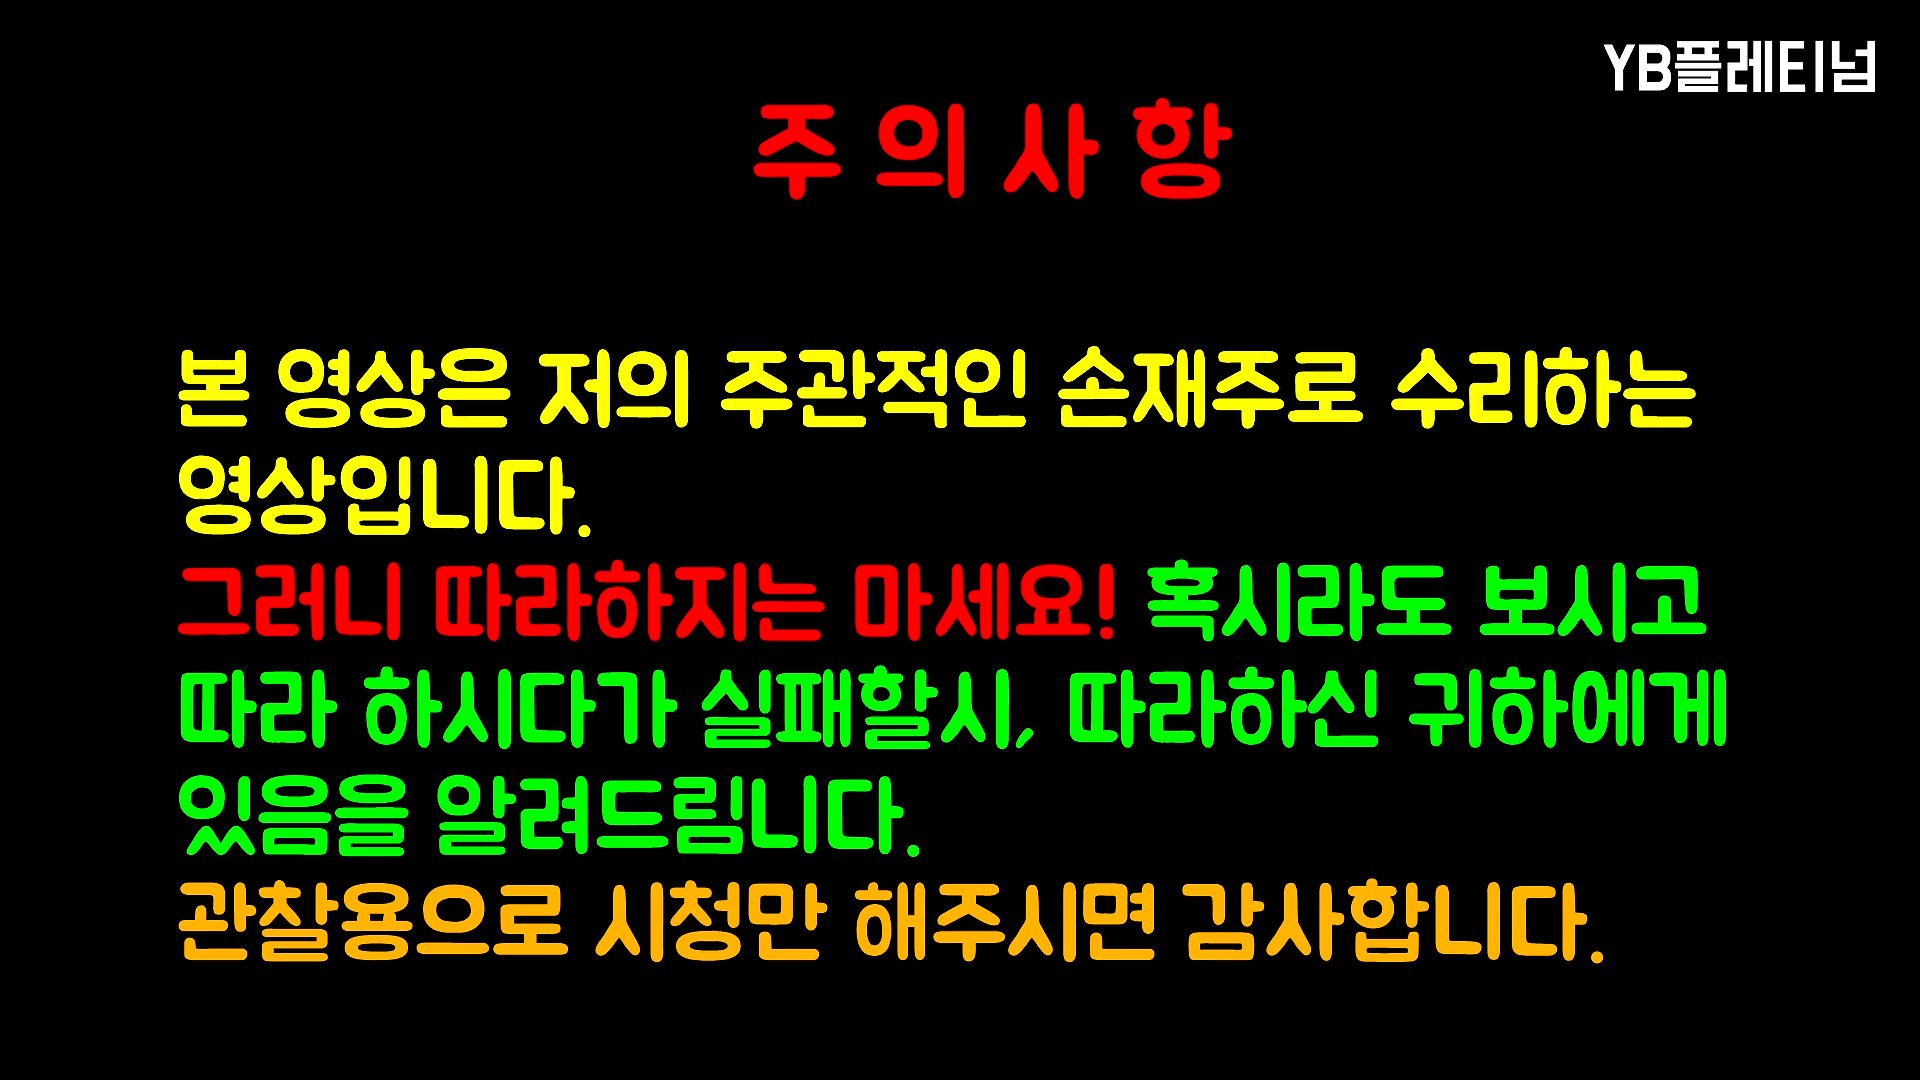 YB플레티넘
주의사항
본 영상은 저의 주관적인 손재주로 수리하는
영상입니다.
그러니 따라하지는 마세요! 혹시라도 보시고
따라 하시다가 실패할시, 따라하신 귀하에게
있음을 알려드림니다.
관찰용으로 시청만 해주시면 감사합니다.